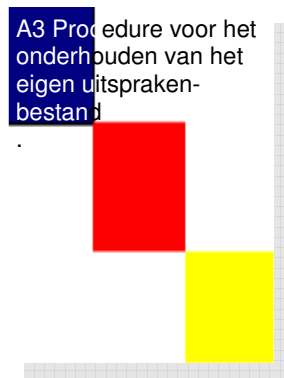 A3 Procedure voor het
onderhouden van het
eigen uitspraken-
bestand
.